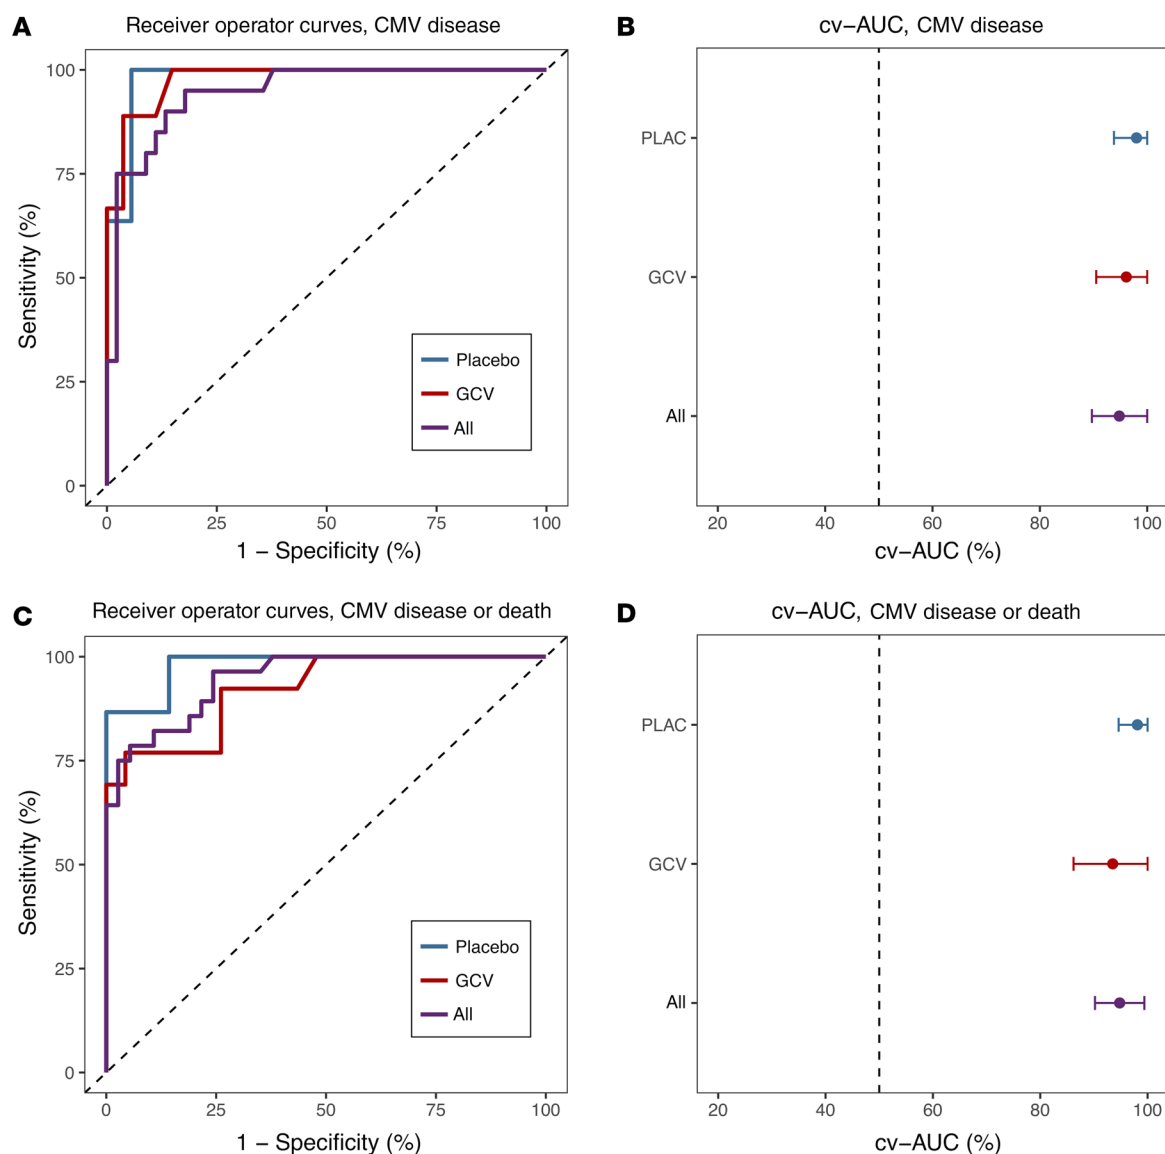 A
Receiver operator curves, CMV disease
100
75
50
25
0
Sensitivity (%)
Placebo
GCV
All
0 25 50 75 100
1 − Specificity (%)
B
cv−AUC, CMV disease
PLAC
GCV
All
20 40 60 80 100
cv−AUC (%)
C
Receiver operator curves, CMV disease or death
100
75
50
25
0
Sensitivity (%)
Placebo
GCV
All
0 25 50 75 100
1 − Specificity (%)
D
cv−AUC, CMV disease or death
PLAC
GCV
All
20 40 60 80 100
cv−AUC (%)